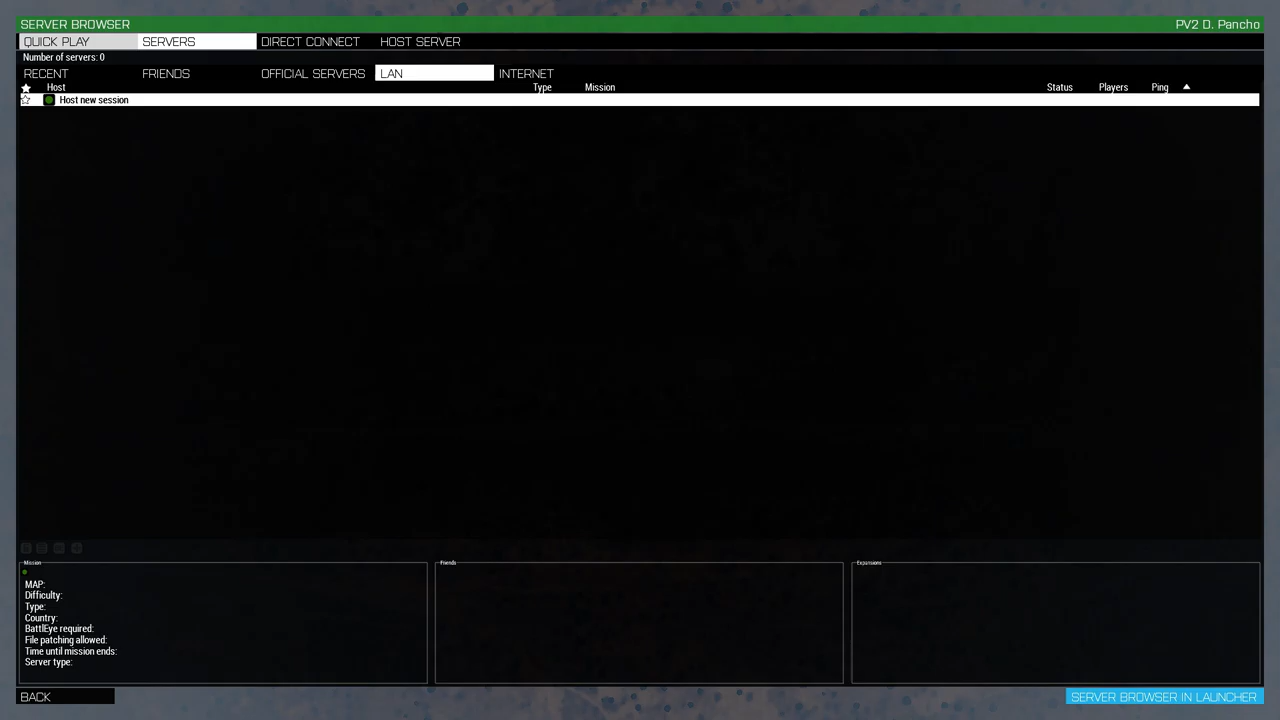 SERVER BROWSER PV2 D. Pancho
QUICK PLAY SERVERS DIRECT CONNECT HOST SERVER
Number of servers: 0
RECENT FRIENDS OFFICIAL SERVERS LAN INTERNET
Host Type Mission Status Players Ping
Host new session
Mission Friends Expansions
MAP:
Difficulty:
Type:
Country:
BattlEye required:
File patching allowed:
Time until mission ends:
Server type:
BACK SERVER BROWSER IN LAUNCHER